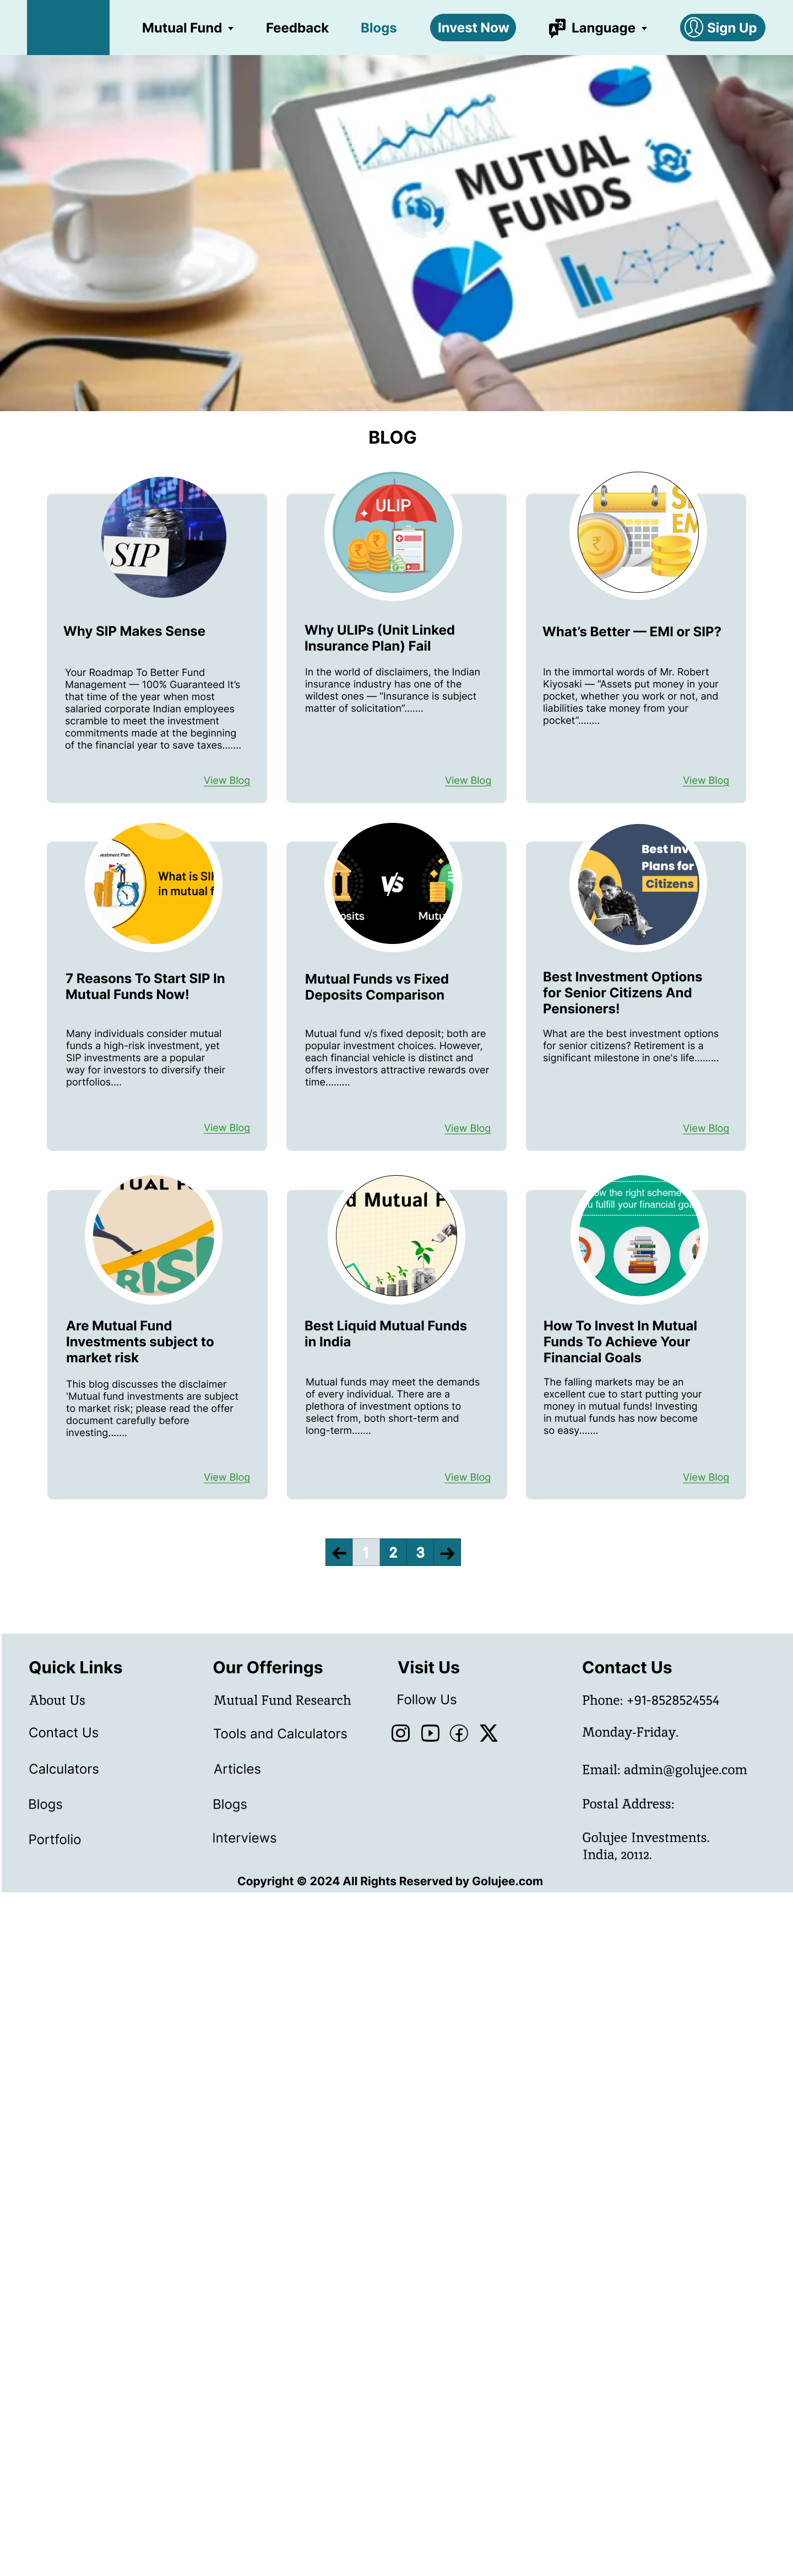 Mutual Fund
Feedback
Blogs
Invest Now
Language
Sign Up
MUTUAL
FUNDS
BLOG
SIP
Why SIP Makes Sense
Your Roadmap To Better Fund
Management — 100% Guaranteed It’s
that time of the year when most
salaried corporate Indian employees
scramble to meet the investment
commitments made at the beginning
of the financial year to save taxes.......
View Blog
ULIP
Why ULIPs (Unit Linked
Insurance Plan) Fail
In the world of disclaimers, the Indian
insurance industry has one of the
wildest ones — “Insurance is subject
matter of solicitation”.......
View Blog
What’s Better — EMI or SIP?
In the immortal words of Mr. Robert
Kiyosaki — “Assets put money in your
pocket, whether you work or not, and
liabilities take money from your
pocket”........
View Blog
estment Plan
What is SI
in mutual f
7 Reasons To Start SIP In
Mutual Funds Now!
Many individuals consider mutual
funds a high-risk investment, yet
SIP investments are a popular
way for investors to diversify their
portfolios....
View Blog
VS
osits
Mutu
Mutual Funds vs Fixed
Deposits Comparison
Mutual fund v/s fixed deposit; both are
popular investment choices. However,
each financial vehicle is distinct and
offers investors attractive rewards over
time.........
View Blog
Best Inv
Plans for
Citizens
Best Investment Options
for Senior Citizens And
Pensioners!
What are the best investment options
for senior citizens? Retirement is a
significant milestone in one's life.........
View Blog
TUAL F
RISI
Are Mutual Fund
Investments subject to
market risk
This blog discusses the disclaimer
'Mutual fund investments are subject
to market risk; please read the offer
document carefully before
investing.......
View Blog
d Mutual F
Best Liquid Mutual Funds
in India
Mutual funds may meet the demands
of every individual. There are a
plethora of investment options to
select from, both short-term and
long-term.......
View Blog
ow the right scheme
u fulfill your financial goa
How To Invest In Mutual
Funds To Achieve Your
Financial Goals
The falling markets may be an
excellent cue to start putting your
money in mutual funds! Investing
in mutual funds has now become
so easy.......
View Blog
1 2 3
Quick Links
About Us
Contact Us
Calculators
Blogs
Portfolio
Our Offerings
Mutual Fund Research
Tools and Calculators
Articles
Blogs
Interviews
Visit Us
Follow Us
Contact Us
Phone: +91-8528524554
Monday-Friday.
Email: admin@golujee.com
Postal Address:
Golujee Investments.
India, 20112.
Copyright © 2024 All Rights Reserved by Golujee.com